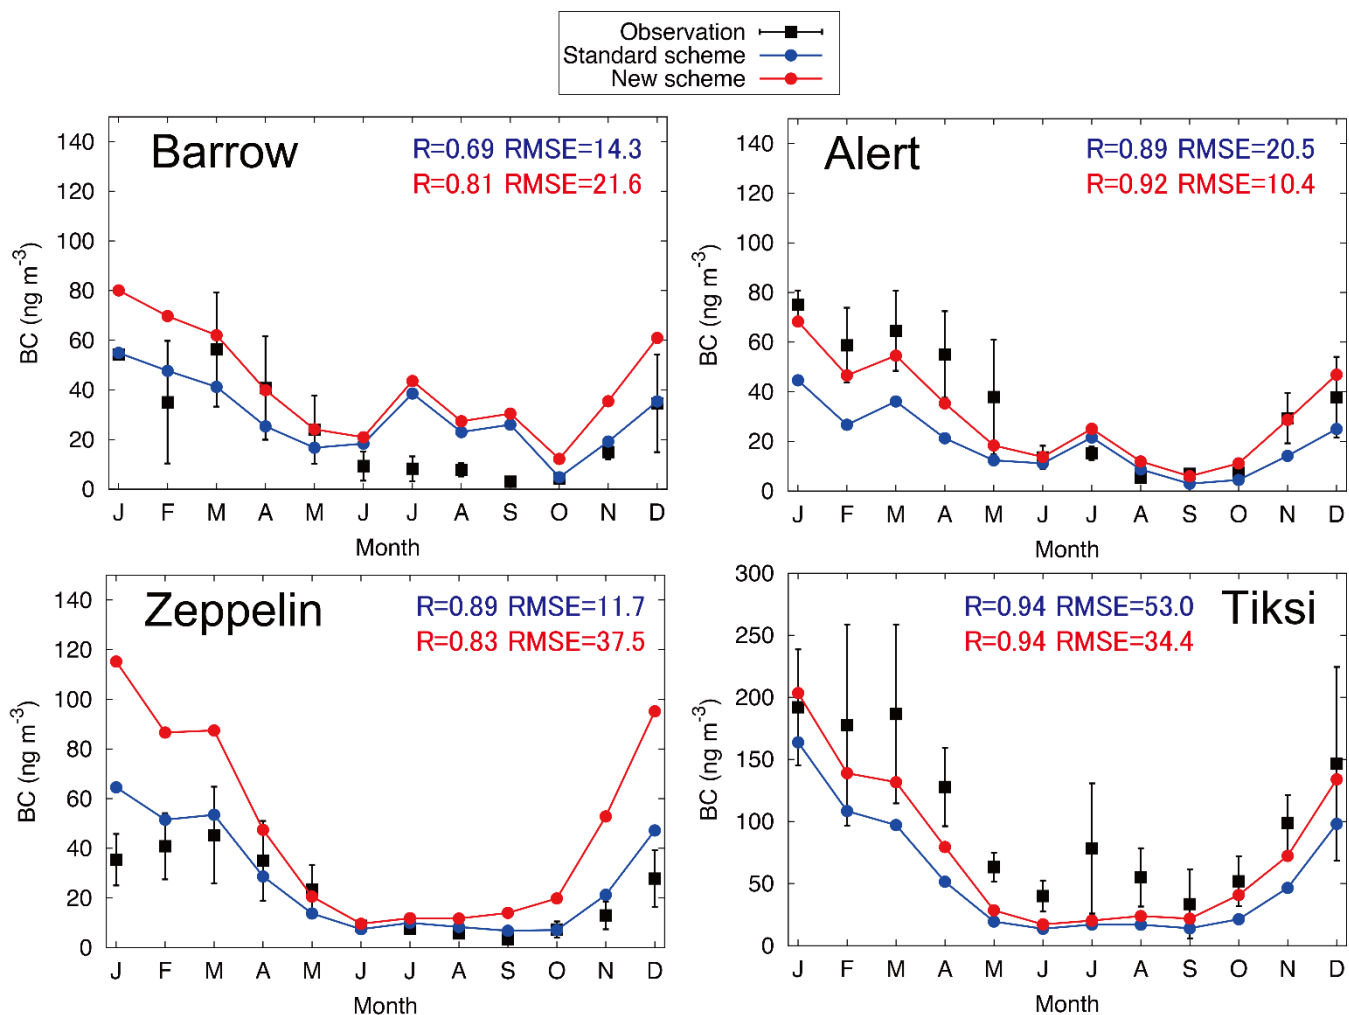 Observation
Standard scheme
New scheme
Barrow
R=0.69 RMSE=14.3
R=0.81 RMSE=21.6
BC (ng m⁻³)
140
120
100
80
60
40
20
0
J F M A M J J A S O N D
Month
Alert
R=0.89 RMSE=20.5
R=0.92 RMSE=10.4
BC (ng m⁻³)
140
120
100
80
60
40
20
0
J F M A M J J A S O N D
Month
Zeppelin
R=0.89 RMSE=11.7
R=0.83 RMSE=37.5
BC (ng m⁻³)
140
120
100
80
60
40
20
0
J F M A M J J A S O N D
Month
Tiksi
R=0.94 RMSE=53.0
R=0.94 RMSE=34.4
BC (ng m⁻³)
300
250
200
150
100
50
0
J F M A M J J A S O N D
Month